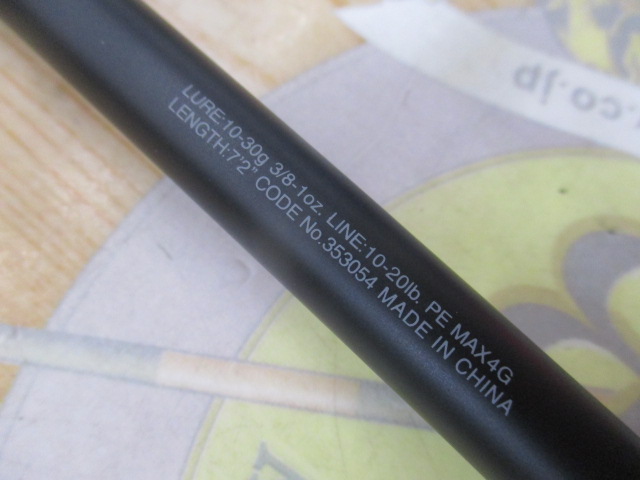 LURE:10-30g 3/8-1oz. LINE:10-20lb. PE MAX4G
LENGTH:7'2" CODE No.353054 MADE IN CHINA
.co.jp